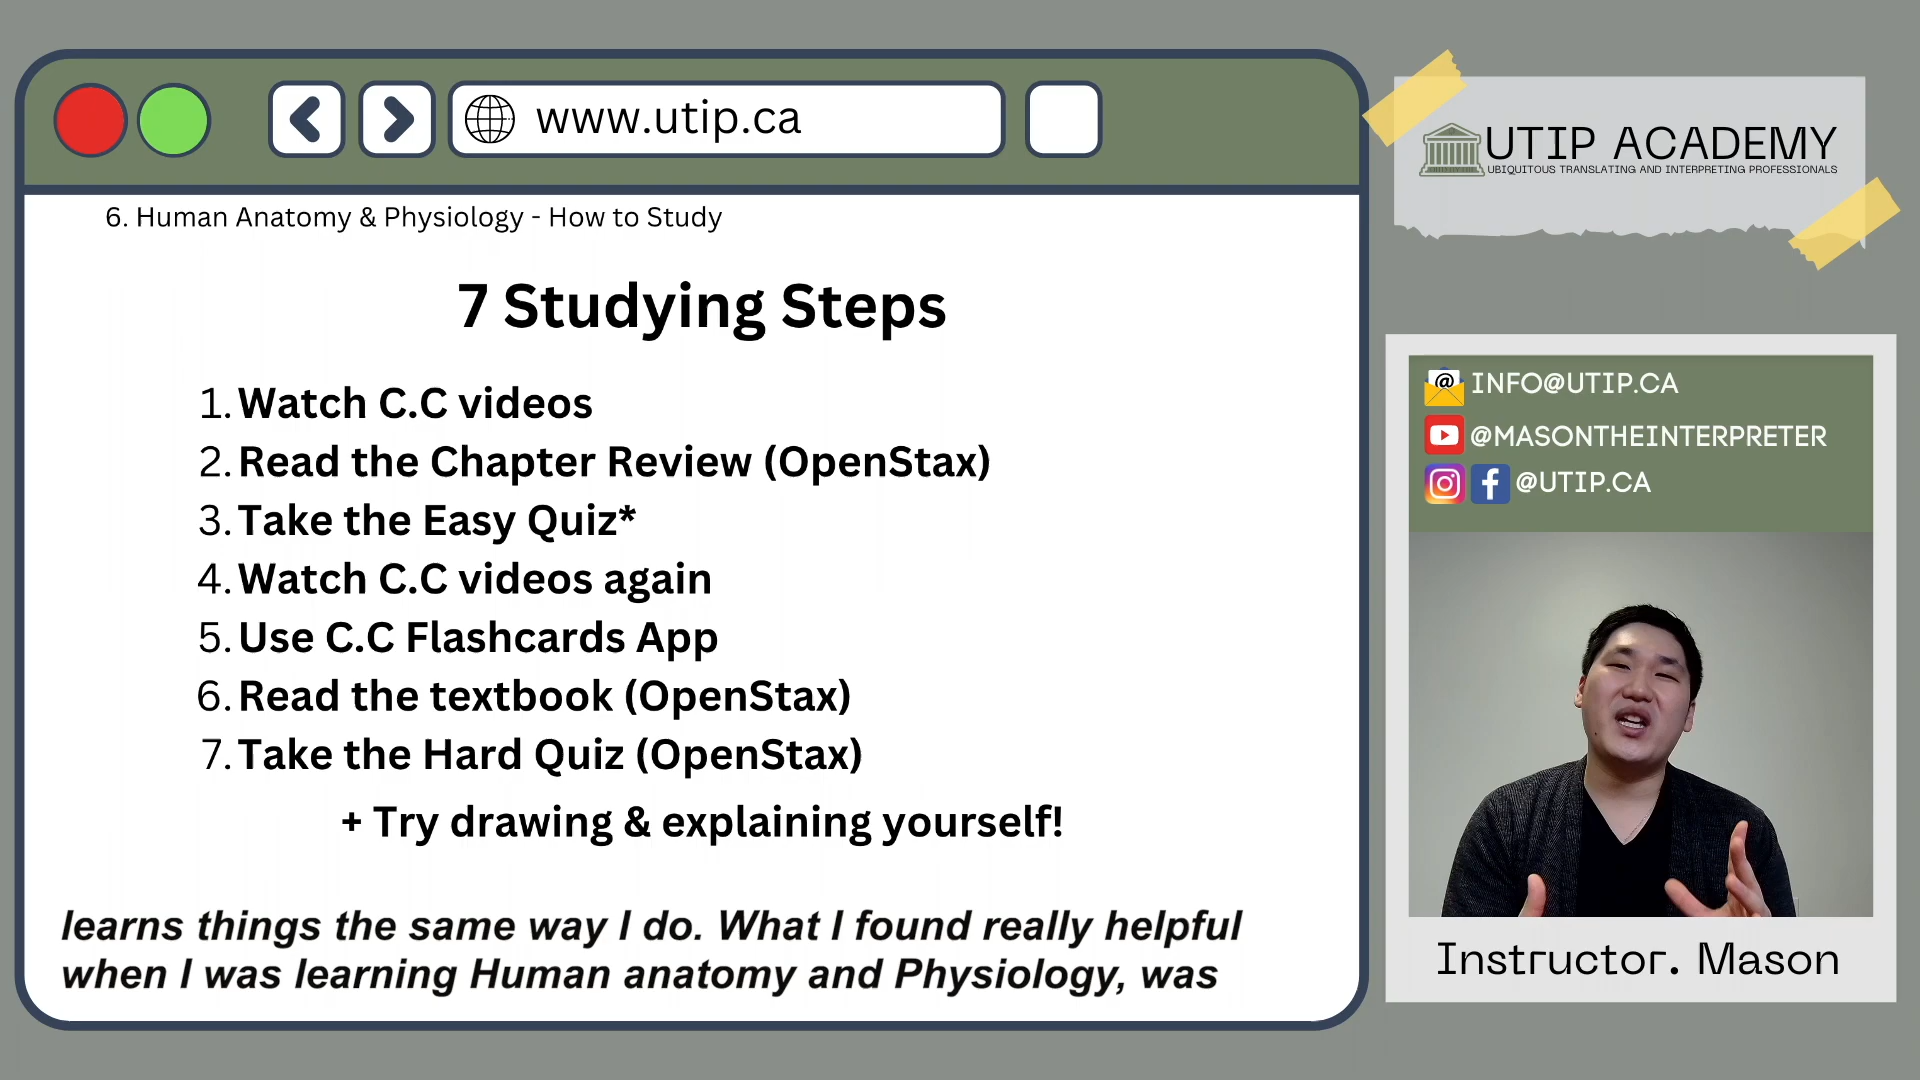 www.utip.ca
6. Human Anatomy & Physiology - How to Study
7 Studying Steps
1. Watch C.C videos
2. Read the Chapter Review (OpenStax)
3. Take the Easy Quiz*
4. Watch C.C videos again
5. Use C.C Flashcards App
6. Read the textbook (OpenStax)
7. Take the Hard Quiz (OpenStax)
+ Try drawing & explaining yourself!
learns things the same way I do. What I found really helpful
when I was learning Human anatomy and Physiology, was
UTIP ACADEMY
UBIQUITOUS TRANSLATING AND INTERPRETING PROFESSIONALS
INFO@UTIP.CA
@MASONTHEINTERPRETER
@UTIP.CA
Instructor. Mason